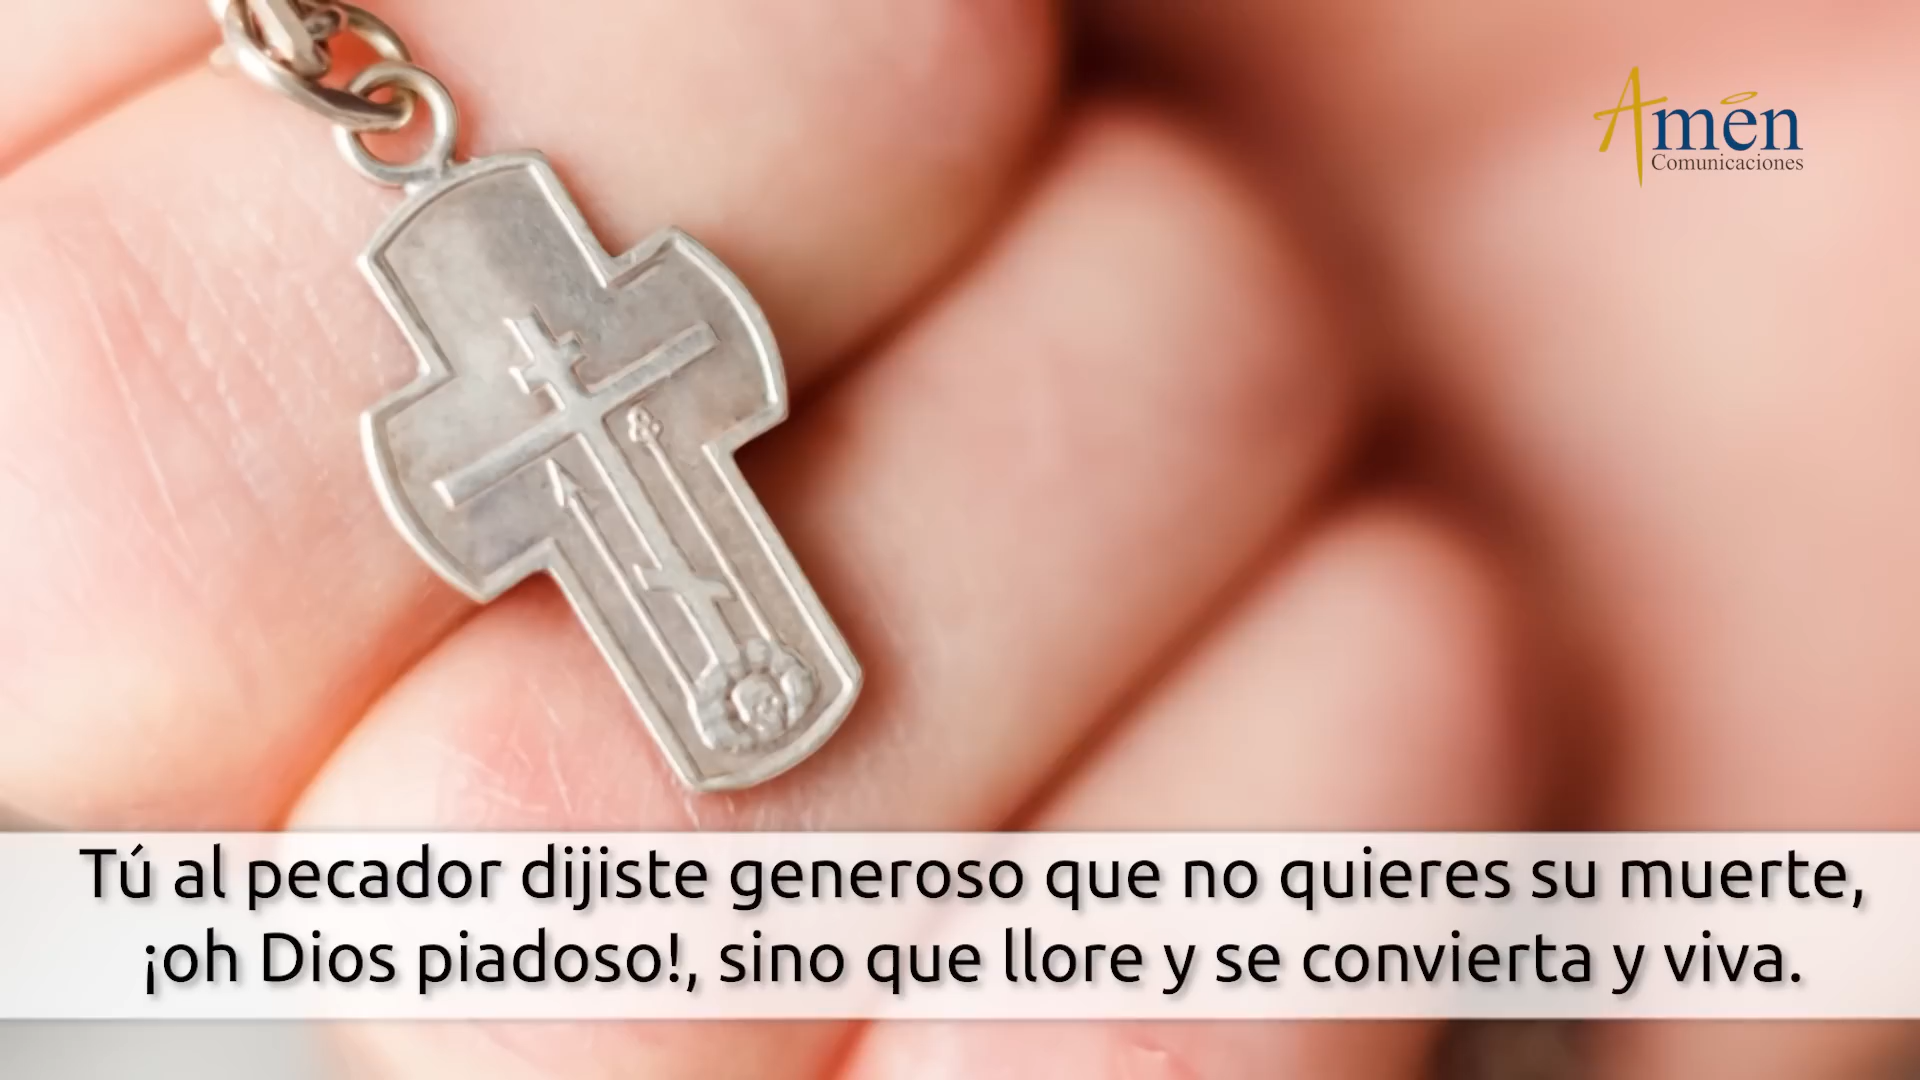 Amén
Comunicaciones
Tú al pecador dijiste generoso que no quieres su muerte,
¡oh Dios piadoso!, sino que llore y se convierta y viva.